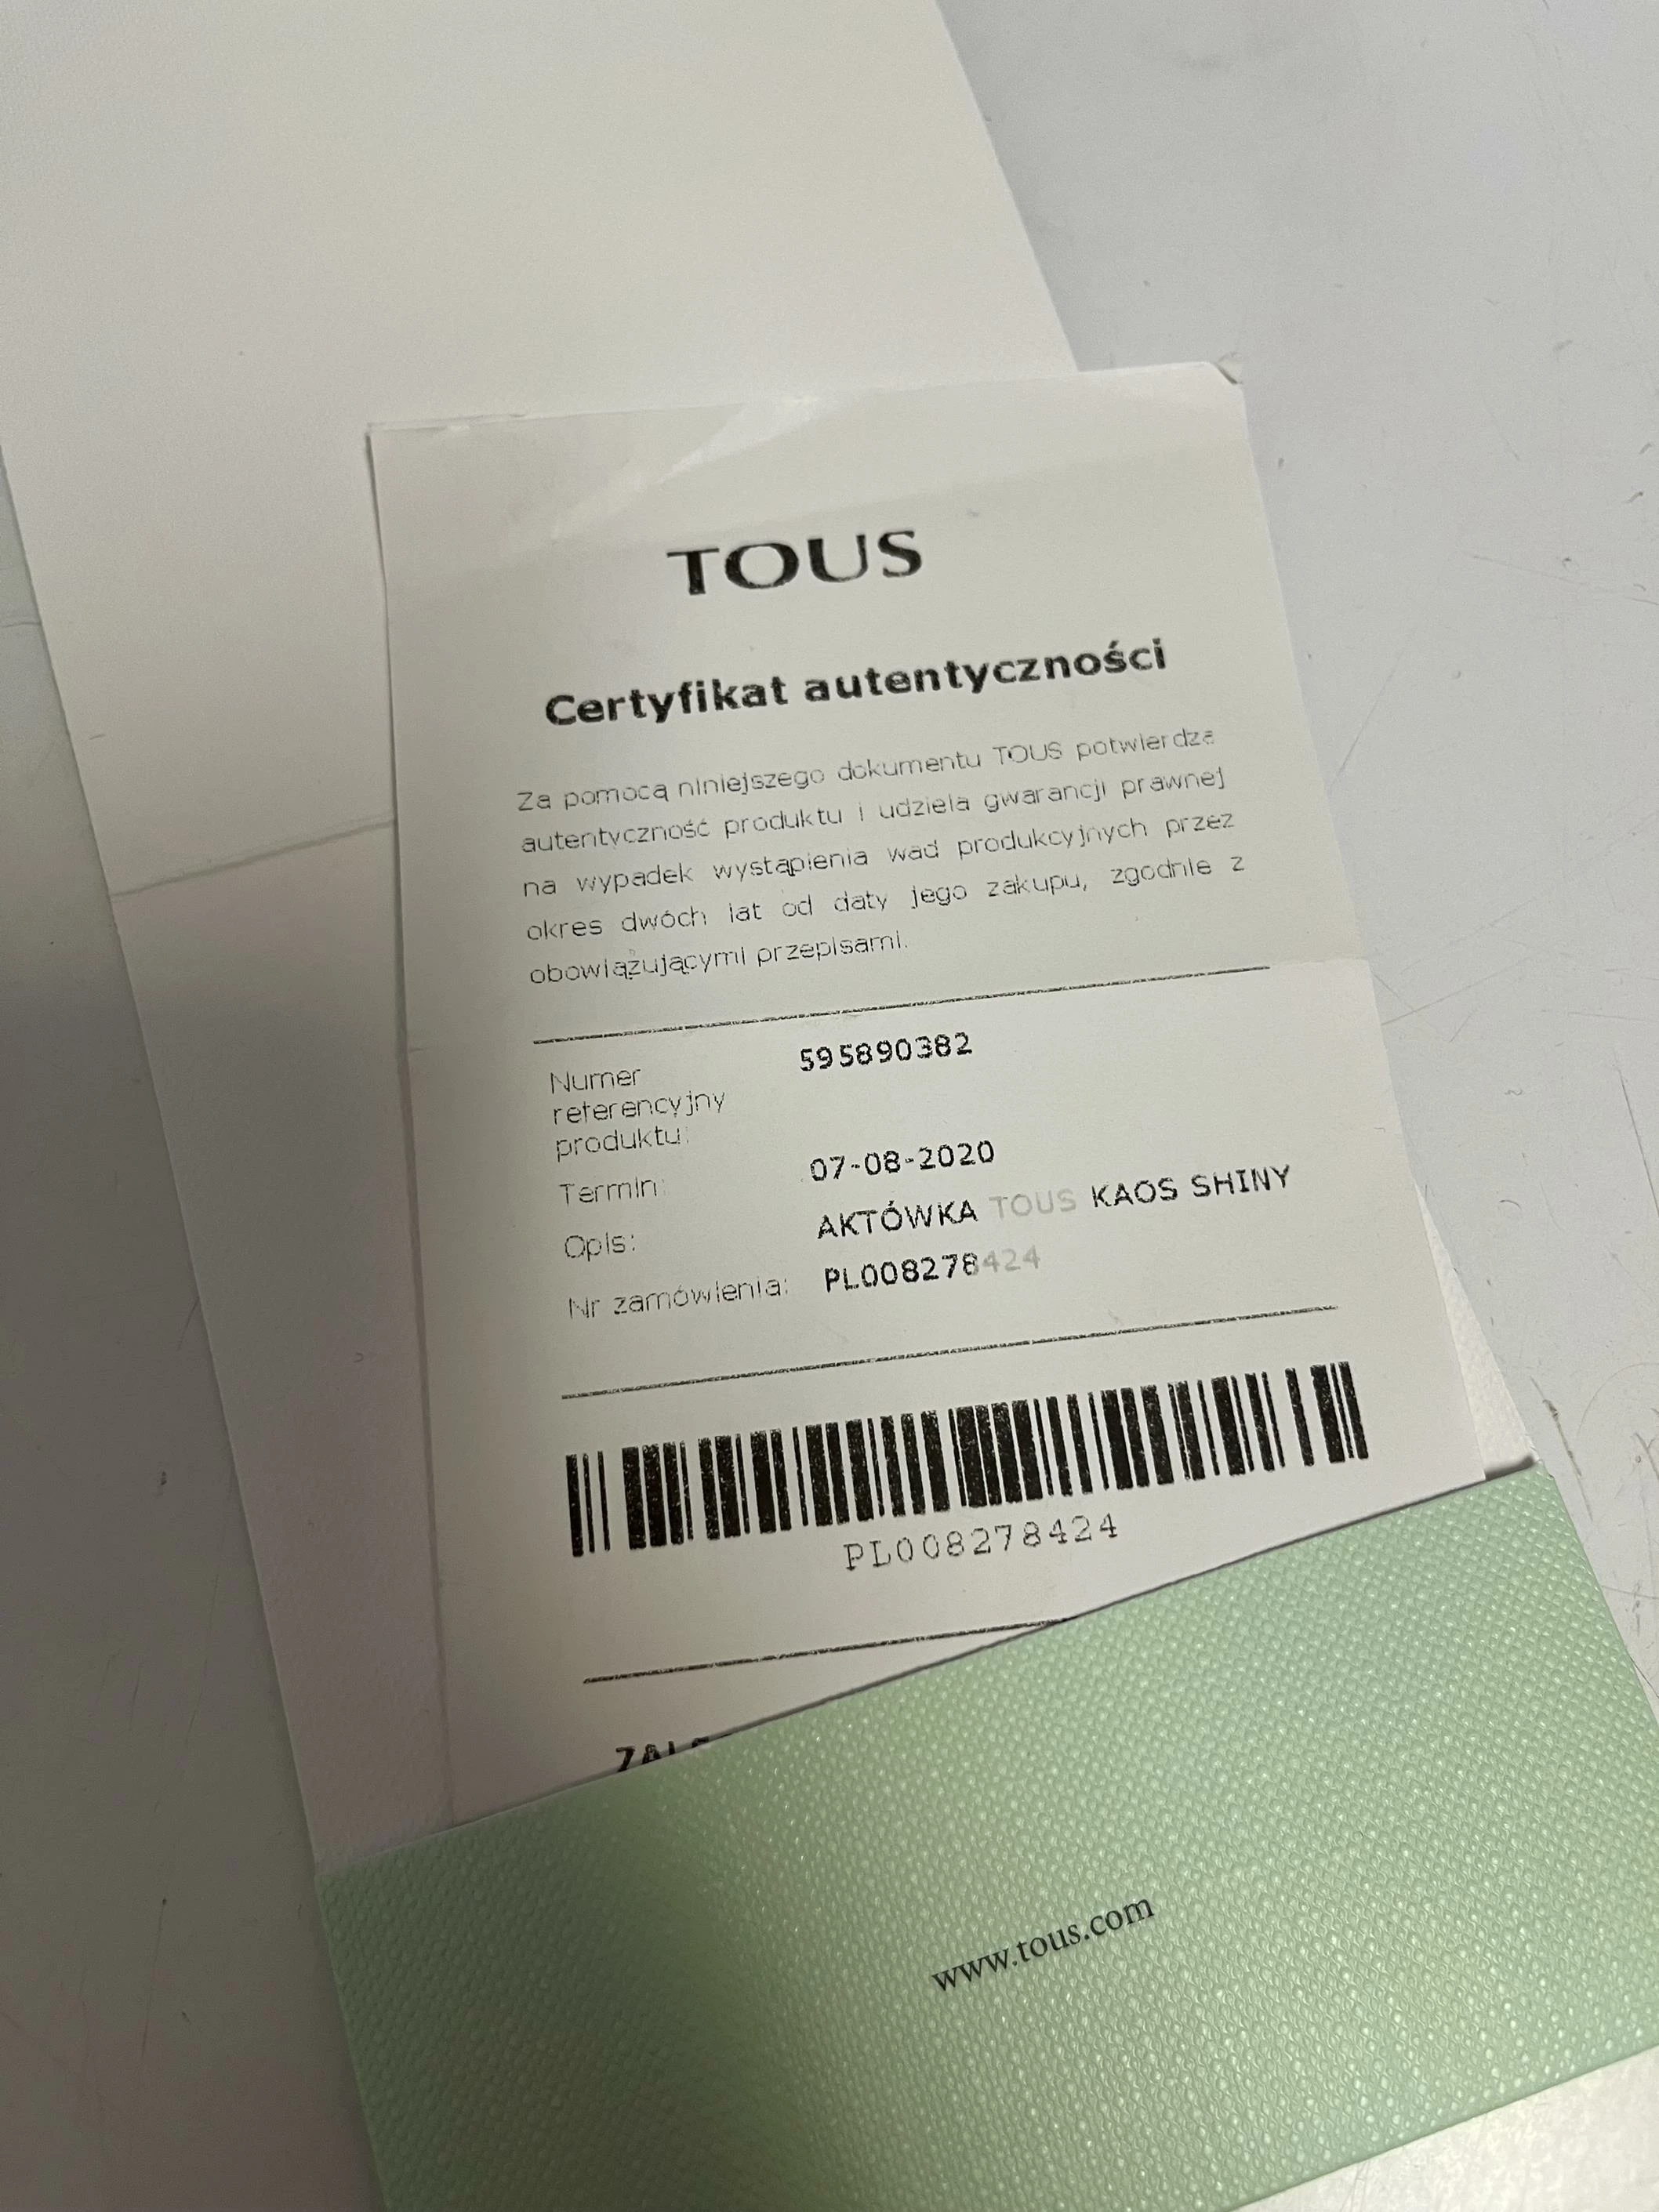 TOUS
Certyfikat autentyczności
Za pomocą niniejszego dokumentu TOUS potwierdza
autentyczność produktu i udziela gwarancji prawnej
na wypadek wystąpienia wad produkcyjnych przez
okres dwóch lat od daty jego zakupu, zgodnie z
obowiązującymi przepisami.
Numer referencyjny produktu: 595890382
Termin: 07-08-2020
Opis: AKTÓWKA TOUS KAOS SHINY
Nr zamówienia: PL008278424
PL008278424
www.tous.com